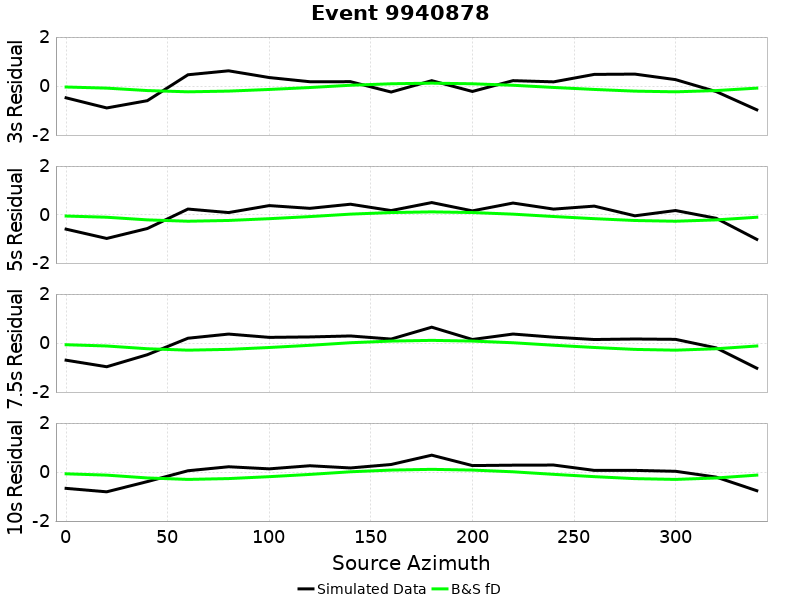 Event 9940878
3s Residual
2
0
-2
5s Residual
2
0
-2
7.5s Residual
2
0
-2
10s Residual
2
0
-2
0 50 100 150 200 250 300
Source Azimuth
Simulated Data B&S fD